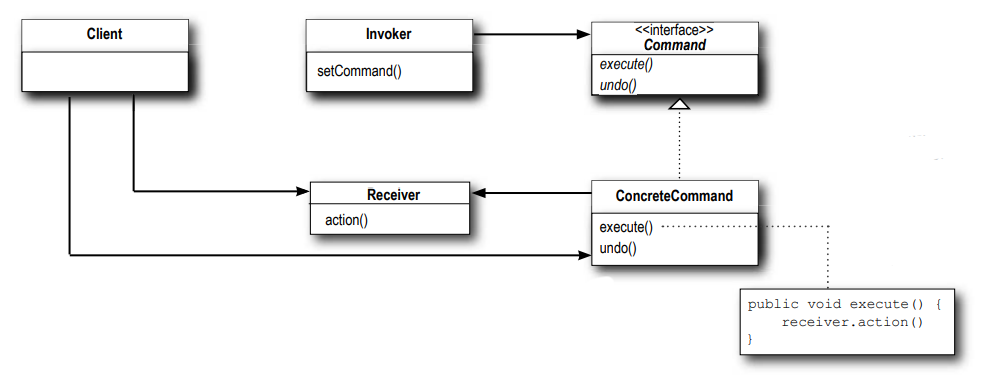 Client
Invoker
setCommand()
<<interface>>
Command
execute()
undo()
Receiver
action()
ConcreteCommand
execute()
undo()
public void execute() {
receiver.action()
}